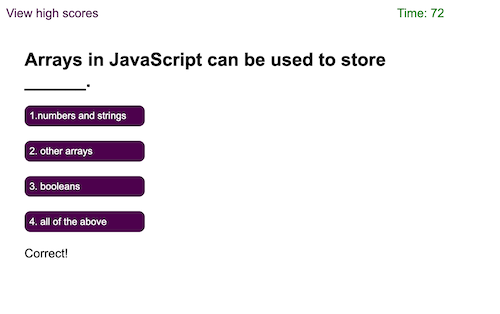 View high scores
Time: 72
Arrays in JavaScript can be used to store
______.
1.numbers and strings
2. other arrays
3. booleans
4. all of the above
Correct!